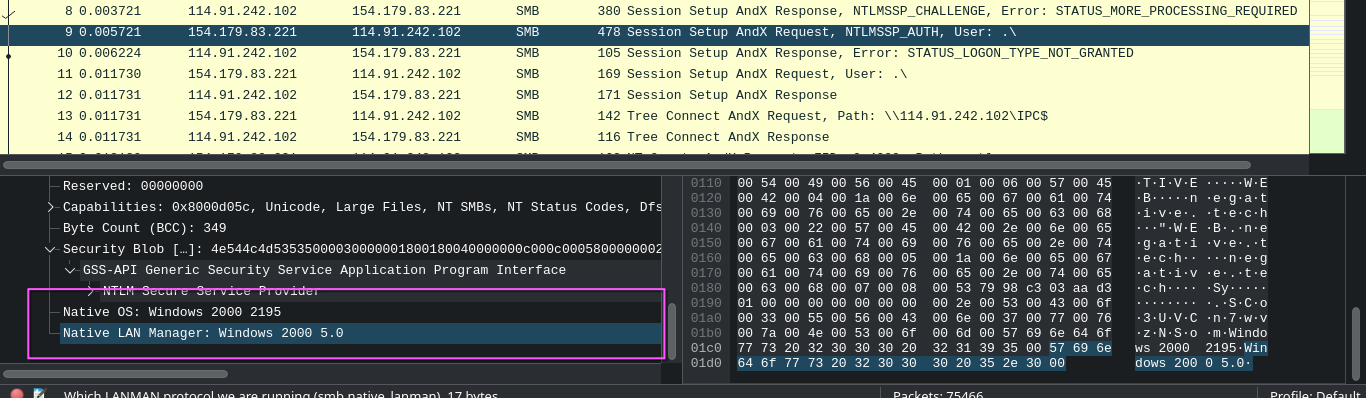 8 0.003721 114.91.242.102 154.179.83.221 SMB 380 Session Setup AndX Response, NTLMSSP_CHALLENGE, Error: STATUS_MORE_PROCESSING_REQUIRED
9 0.005721 154.179.83.221 114.91.242.102 SMB 478 Session Setup AndX Request, NTLMSSP_AUTH, User: .\
10 0.006224 114.91.242.102 154.179.83.221 SMB 105 Session Setup AndX Response, Error: STATUS_LOGON_TYPE_NOT_GRANTED
11 0.011730 154.179.83.221 114.91.242.102 SMB 169 Session Setup AndX Request, User: .\
12 0.011731 114.91.242.102 154.179.83.221 SMB 171 Session Setup AndX Response
13 0.011731 154.179.83.221 114.91.242.102 SMB 142 Tree Connect AndX Request, Path: \\114.91.242.102\IPC$
14 0.011731 114.91.242.102 154.179.83.221 SMB 116 Tree Connect AndX Response
Reserved: 00000000
Capabilities: 0x8000d05c, Unicode, Large Files, NT SMBs, NT Status Codes, Dfs
Byte Count (BCC): 349
Security Blob […]: 4e544c4d53535000030000001800180040000000c000c00058000000002
GSS-API Generic Security Service Application Program Interface
NTLM Secure Service Provider
Native OS: Windows 2000 2195
Native LAN Manager: Windows 2000 5.0
0110 00 54 00 49 00 56 00 45 00 01 00 06 00 57 00 45 ·T·I·V·E ·····W·E
0120 00 42 00 04 00 1a 00 6e 00 65 00 67 00 61 00 74 ·B·····n ·e·g·a·t
0130 00 69 00 76 00 65 00 2e 00 74 00 65 00 63 00 68 ·i·v·e·. ·t·e·c·h
0140 00 03 00 22 00 57 00 45 00 42 00 2e 00 6e 00 65 ···"·W·E ·B·.·n·e
0150 00 67 00 61 00 74 00 69 00 76 00 65 00 2e 00 74 ·g·a·t·i ·v·e·.·t
0160 00 65 00 63 00 68 00 05 00 1a 00 6e 00 65 00 67 ·e·c·h·· ···n·e·g
0170 00 61 00 74 00 69 00 76 00 65 00 2e 00 74 00 65 ·a·t·i·v ·e·.·t·e
0180 00 63 00 68 00 07 00 08 00 53 79 98 c3 03 aa d3 ·c·h···· ·Sy·····
0190 01 00 00 00 00 00 00 00 00 2e 00 53 00 43 00 6f ········ ·.·S·C·o
01a0 00 33 00 55 00 56 00 43 00 6e 00 37 00 77 00 76 ·3·U·V·C ·n·7·w·v
01b0 00 7a 00 4e 00 53 00 6f 00 6d 00 57 69 6e 64 6f ·z·N·S·o ·m·Windo
01c0 77 73 20 32 30 30 30 20 32 31 39 35 00 57 69 6e ws 2000 2195·Win
01d0 64 6f 77 73 20 32 30 30 30 20 35 2e 30 00 dows 200 0 5.0·
Which LANMAN protocol we are running (smb.native_lanman), 17 bytes
Packets: 75466
Profile: Default